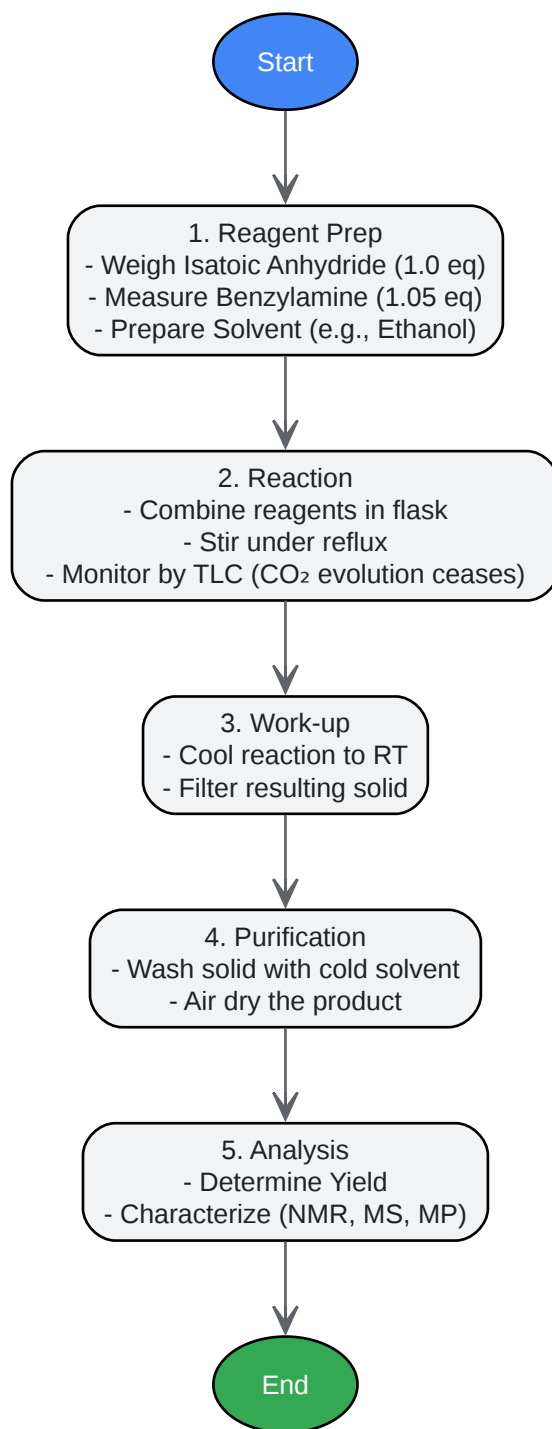 Start
1. Reagent Prep
- Weigh Isatoic Anhydride (1.0 eq)
- Measure Benzylamine (1.05 eq)
- Prepare Solvent (e.g., Ethanol)
2. Reaction
- Combine reagents in flask
- Stir under reflux
- Monitor by TLC (CO₂ evolution ceases)
3. Work-up
- Cool reaction to RT
- Filter resulting solid
4. Purification
- Wash solid with cold solvent
- Air dry the product
5. Analysis
- Determine Yield
- Characterize (NMR, MS, MP)
End